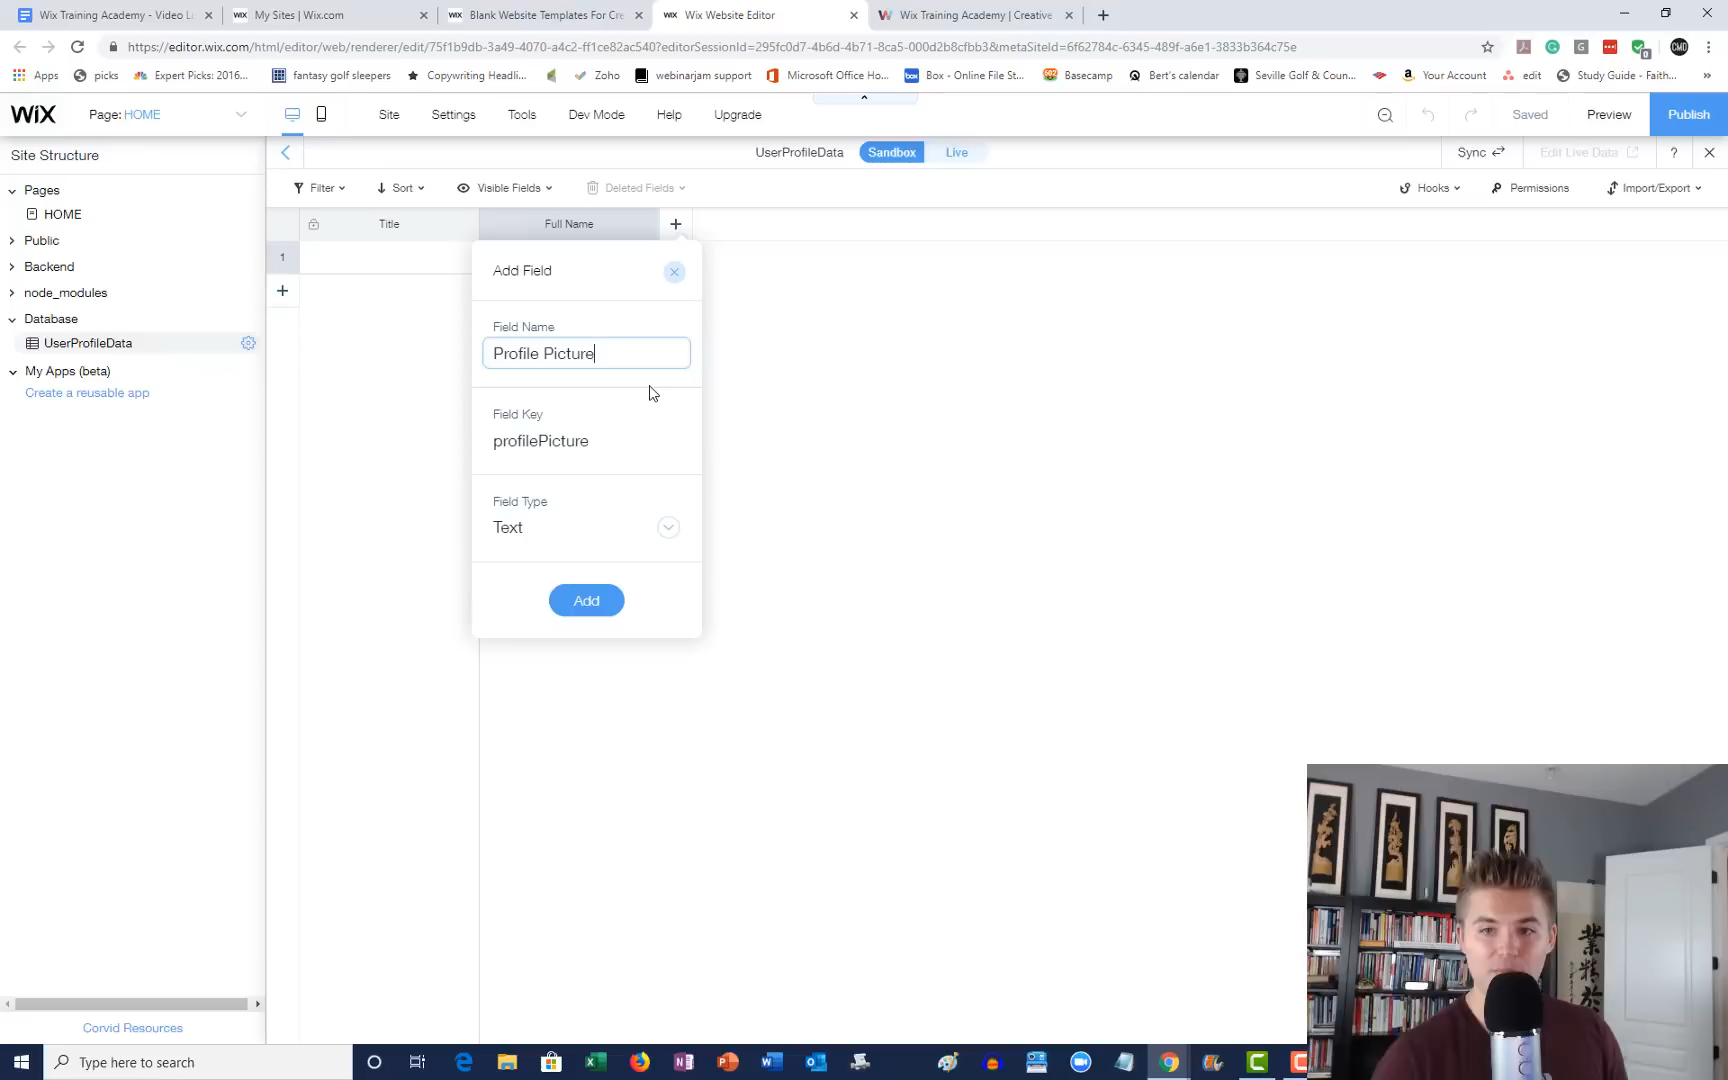 Wix Training Academy - Video L
My Sites | Wix.com
Blank Website Templates For Cre
Wix Website Editor
Wix Training Academy | Creative
https://editor.wix.com/html/editor/web/renderer/edit/75f1b9db-3a49-4070-a4c2-ff1ce82ac540?editorSessionId=295fc0d7-4b6d-4b71-8ca5-000d2b8cfbb3&metaSiteId=6f62784c-6345-489f-a6e1-3833b364c75e
Apps
picks
Expert Picks: 2016...
fantasy golf sleepers
Copywriting Headli...
Zoho
webinarjam support
Microsoft Office Ho...
Box - Online File St...
Basecamp
Bert's calendar
Seville Golf & Coun...
Your Account
edit
Study Guide - Faith...
WiX
Page: HOME
Site
Settings
Tools
Dev Mode
Help
Upgrade
Saved
Preview
Publish
Site Structure
UserProfileData
Sandbox
Live
Sync
Edit Live Data
?
Filter
Sort
Visible Fields
Deleted Fields
Hooks
Permissions
Import/Export
Pages
HOME
Public
Backend
node_modules
Database
UserProfileData
My Apps (beta)
Create a reusable app
Title
Full Name
1
Add Field
Field Name
Profile Picture
Field Key
profilePicture
Field Type
Text
Add
Corvid Resources
Type here to search